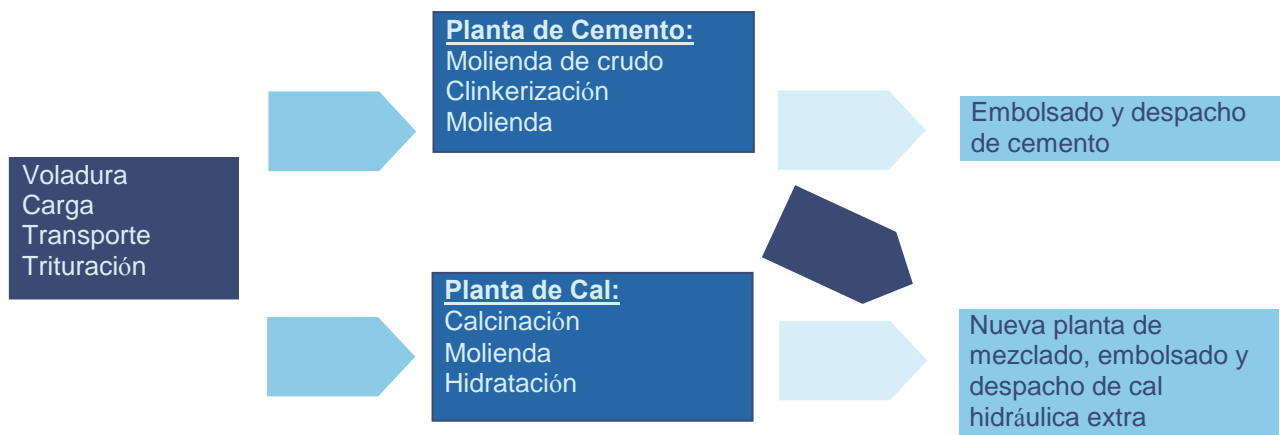 Voladura
Carga
Transporte
Trituración
Planta de Cemento:
Molienda de crudo
Clinkerización
Molienda
Embolsado y despacho
de cemento
Planta de Cal:
Calcinación
Molienda
Hidratación
Nueva planta de
mezclado, embolsado y
despacho de cal
hidráulica extra